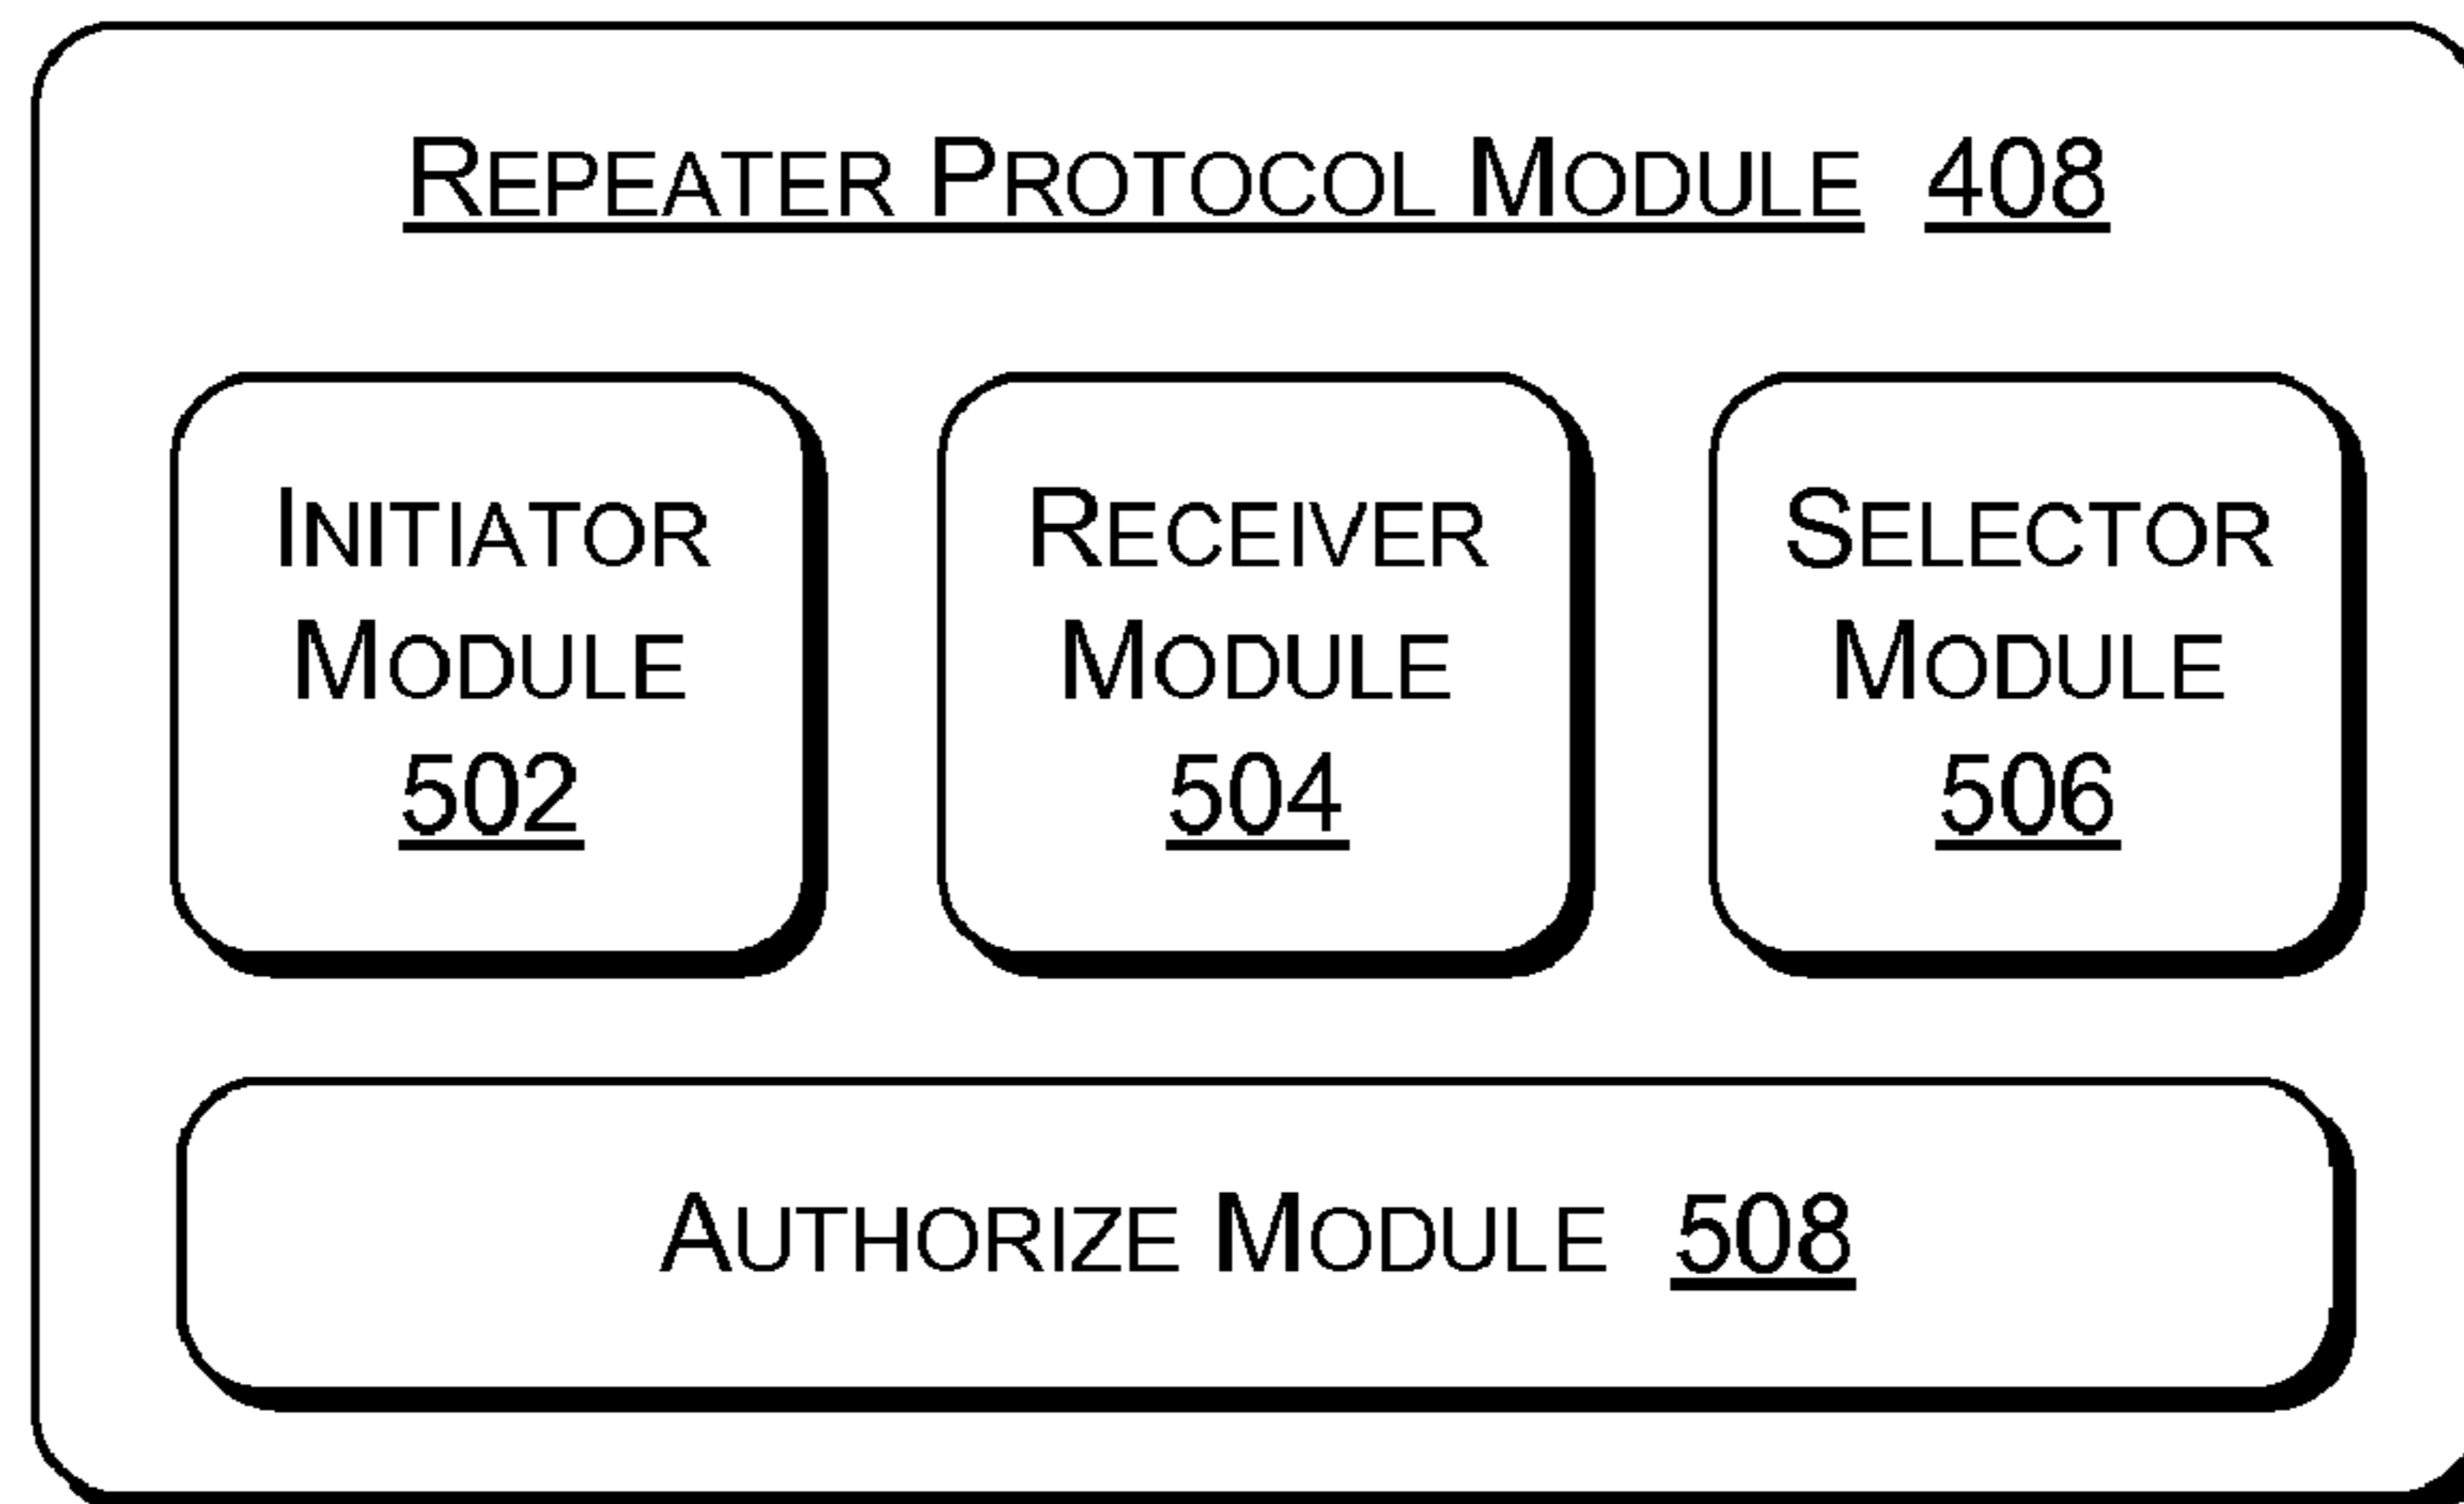 REPEATER PROTOCOL MODULE 408
INITIATOR
MODULE
502
RECEIVER
MODULE
504
SELECTOR
MODULE
506
AUTHORIZE MODULE 508